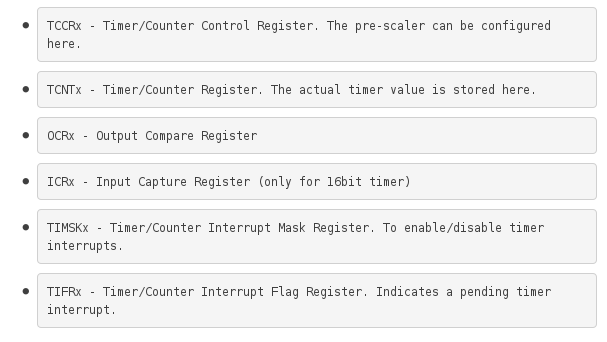 TCCRx - Timer/Counter Control Register. The pre-scaler can be configured
here.
TCNTx - Timer/Counter Register. The actual timer value is stored here.
OCRx - Output Compare Register
ICRx - Input Capture Register (only for 16bit timer)
TIMSKx - Timer/Counter Interrupt Mask Register. To enable/disable timer
interrupts.
TIFRx - Timer/Counter Interrupt Flag Register. Indicates a pending timer
interrupt.